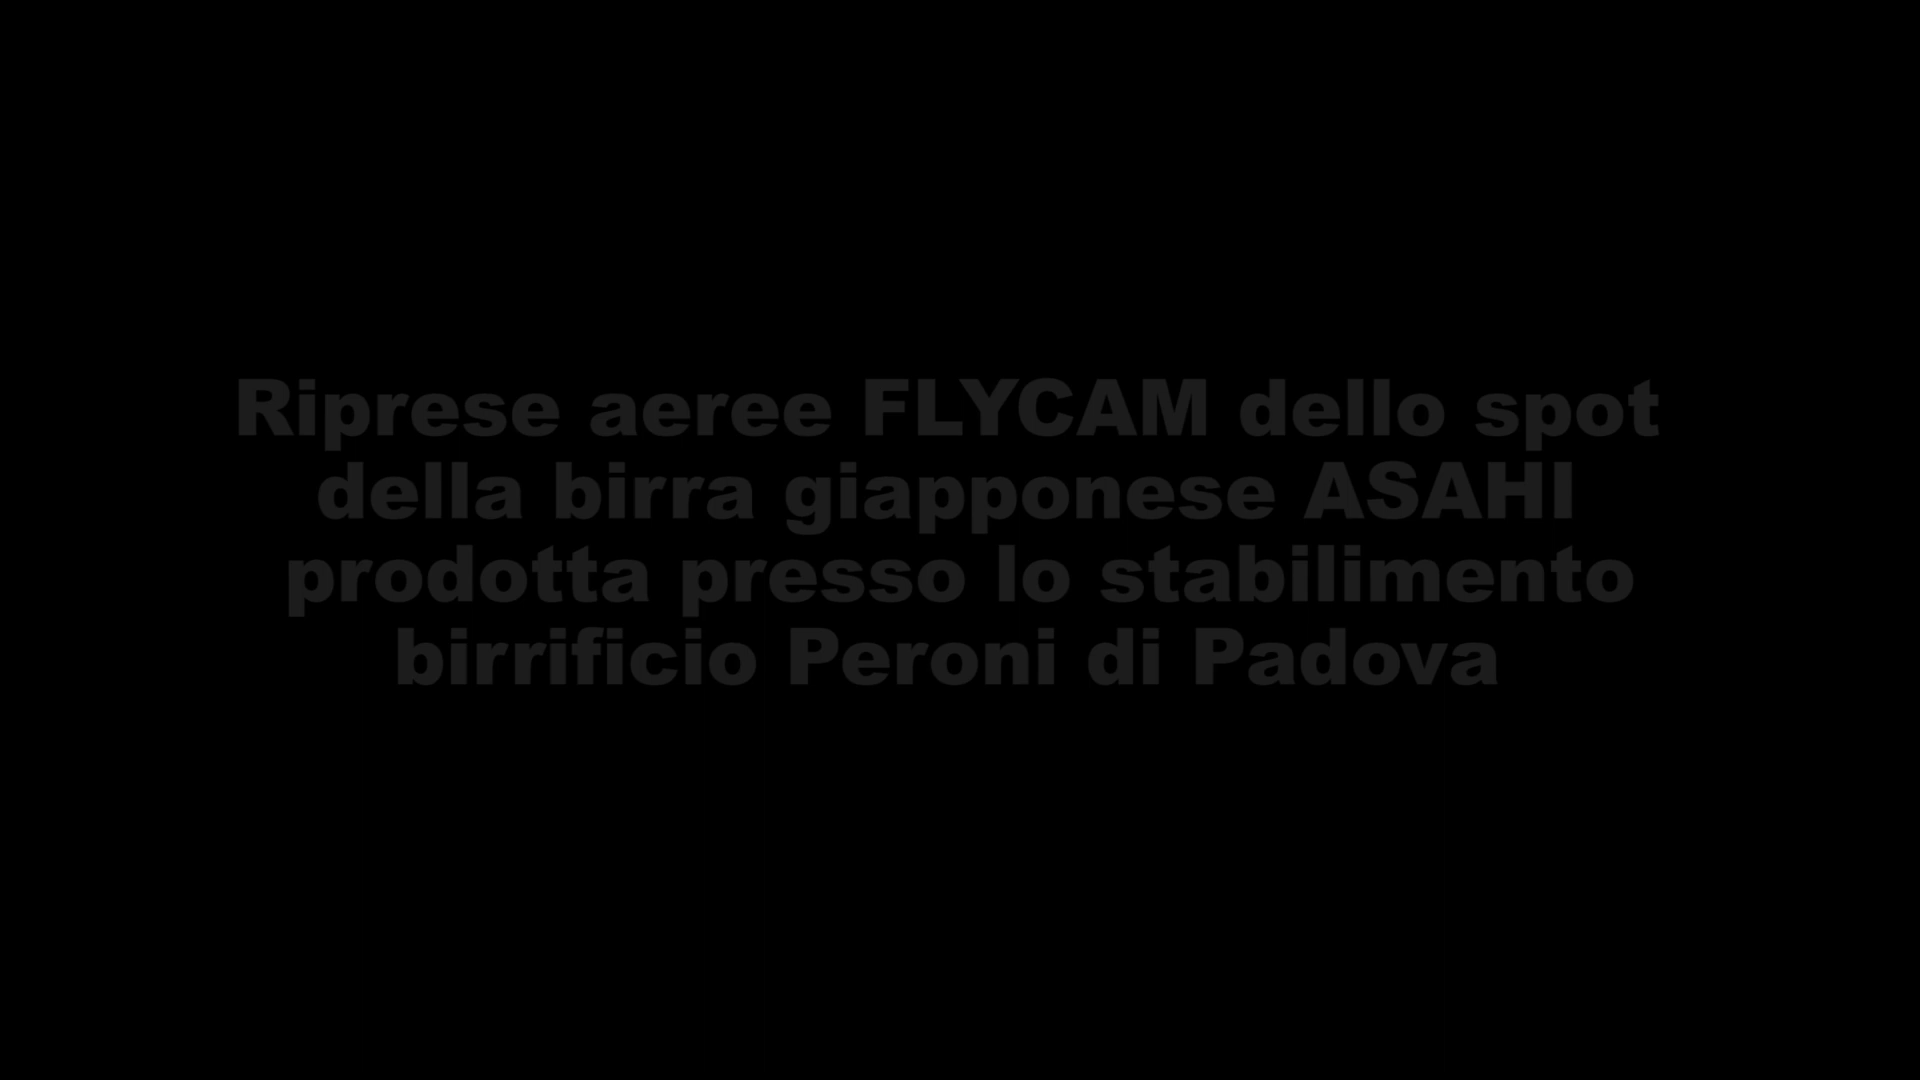 Riprese aeree FLYCAM dello spot
della birra giapponese ASAHI
prodotta presso lo stabilimento
birrificio Peroni di Padova